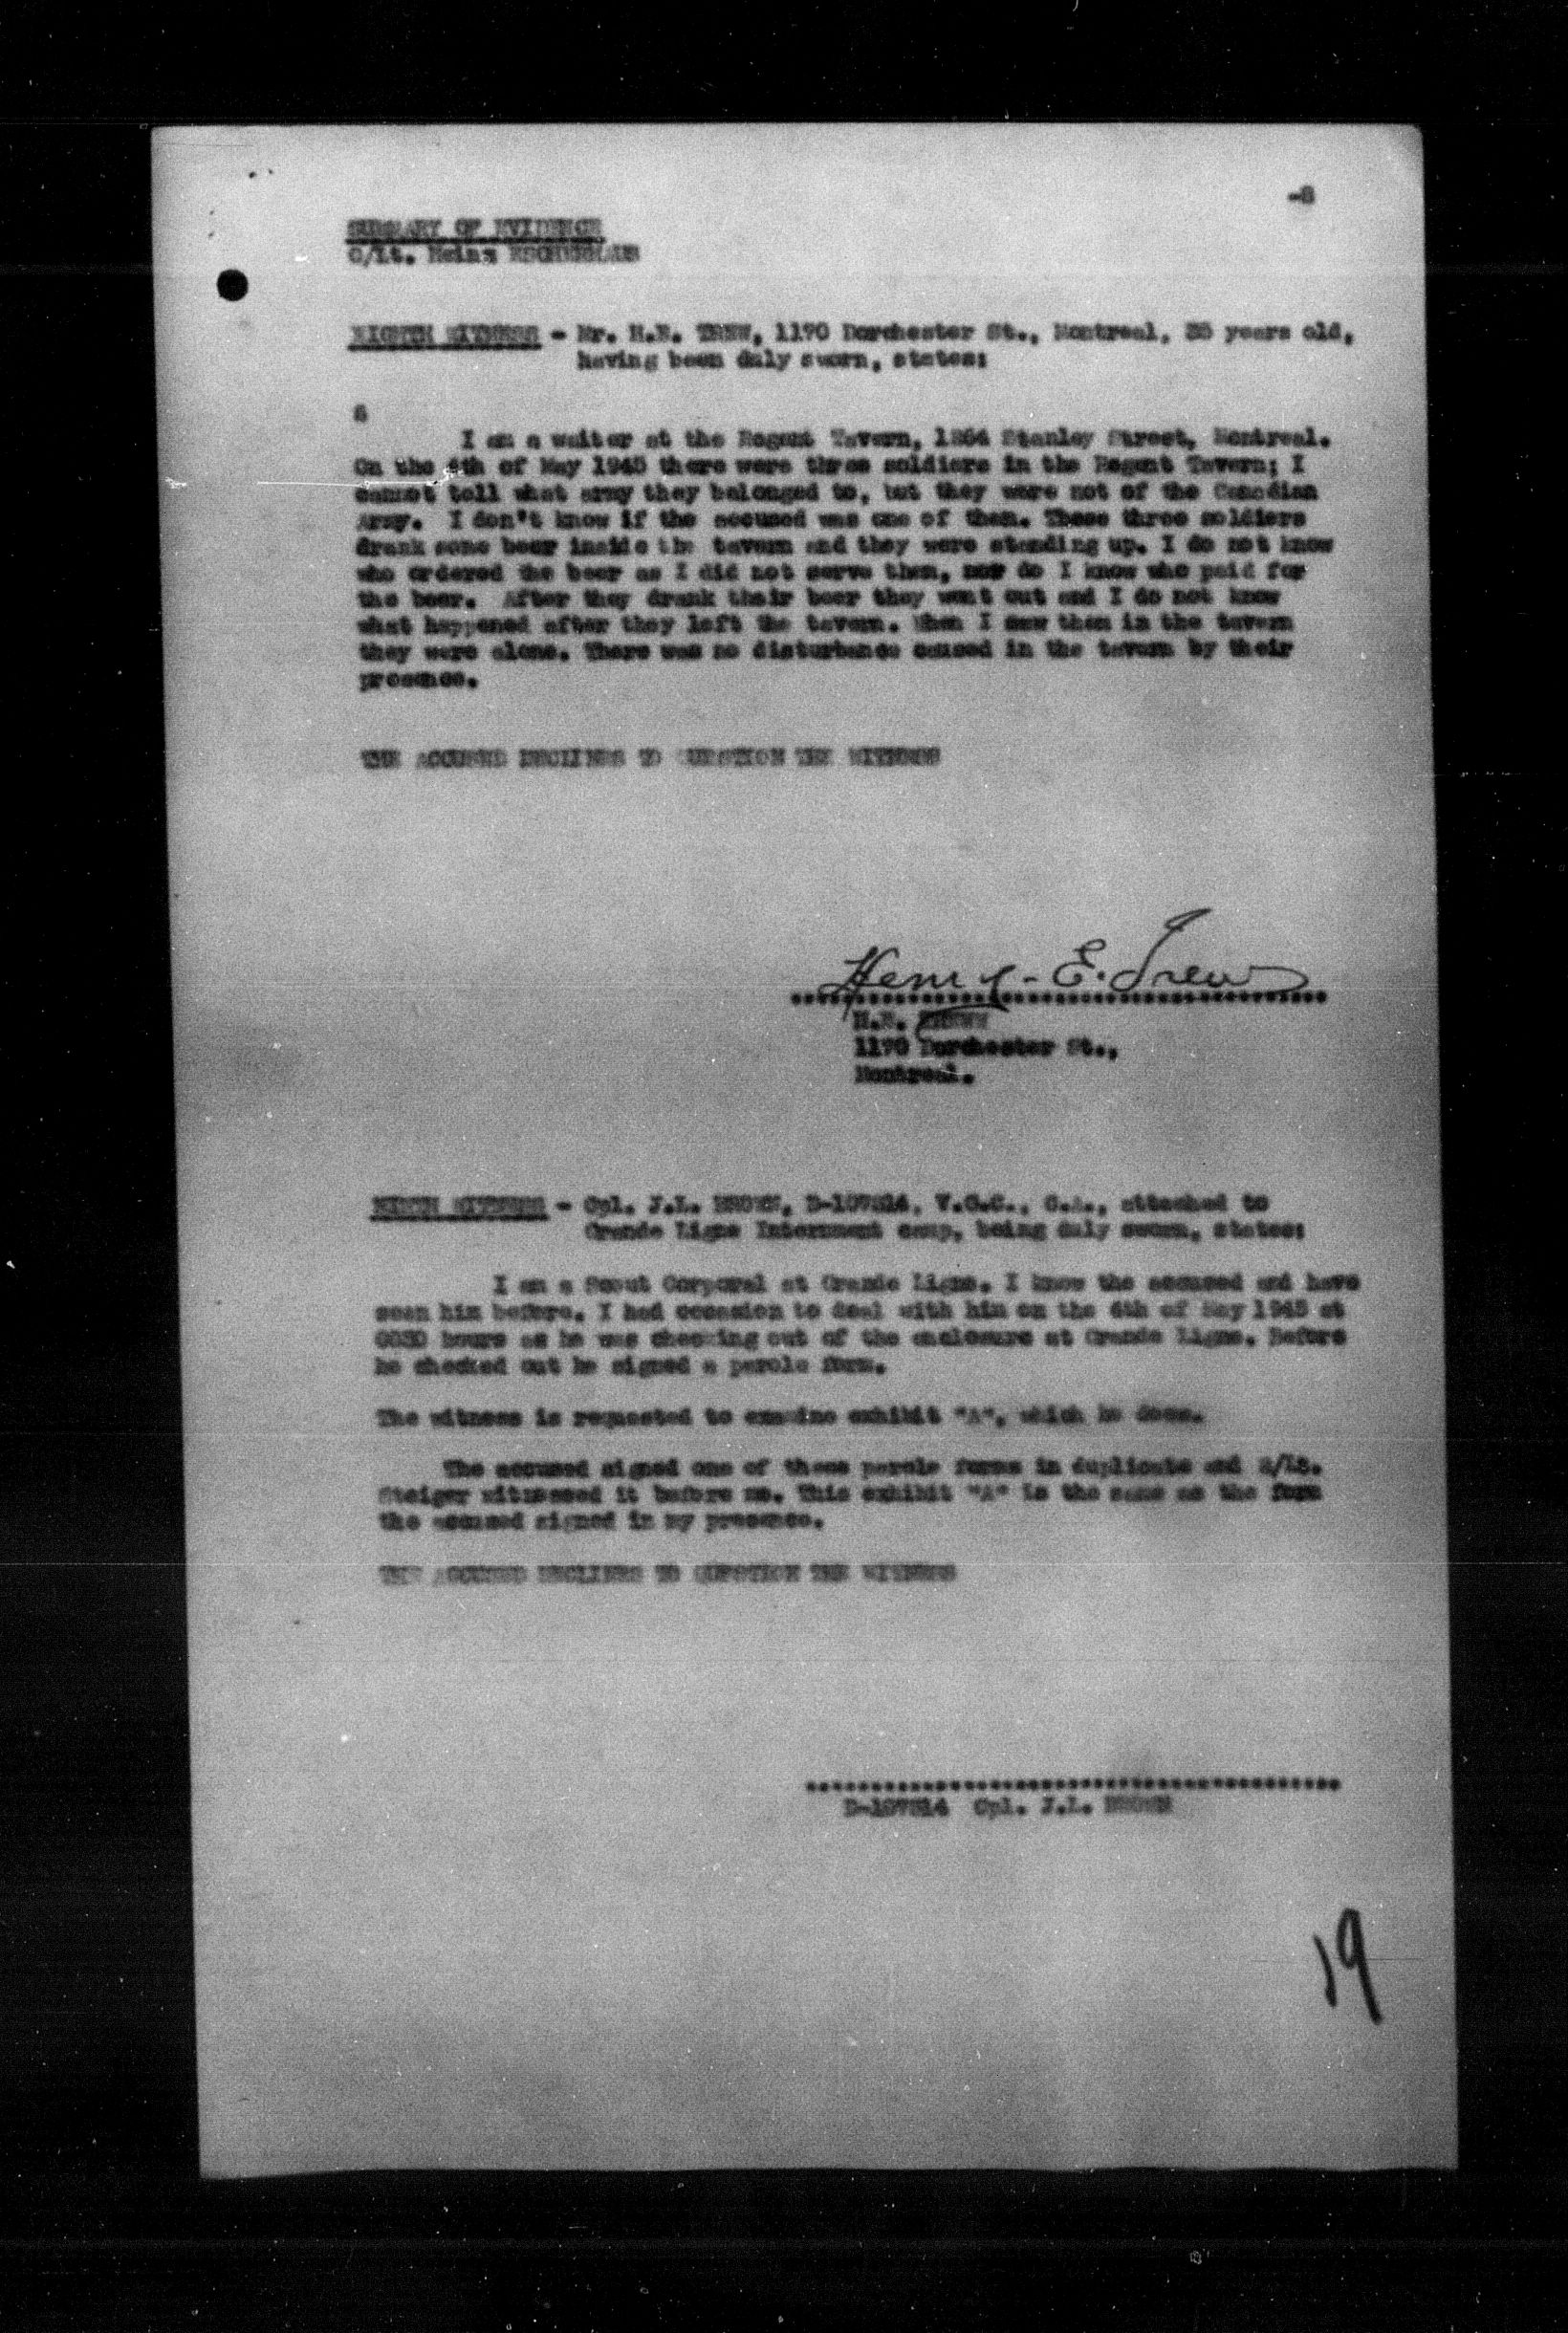 SUMMARY OF EVIDENCE
O/Lt. Heinz
EIGHTH WITNESS - Mr. H.E. TREW, 1190 Dorchester St., Montreal, years old,
having been duly sworn, states:
I am a waiter at the Regent Tavern, Stanley Street, Montreal.
On the 4th of May 1945 there were three soldiers in the Regent Tavern; I
cannot tell what army they belonged to, but they were not of the Canadian
Army. I don't know if the accused was one of them. These three soldiers
drank some beer inside the tavern and they were standing up. I do not know
who ordered the beer as I did not serve them, nor do I know who paid for
the beer. After they drank their beer they went out and I do not know
what happened after they left the tavern. When I saw them in the tavern
they were alone. There was no disturbance caused in the tavern by their
presence.
THE ACCUSED DECLINES TO QUESTION THE WITNESS
Henry - E. Trew
H.E. TREW
1190 Dorchester St.,
Montreal.
NINTH WITNESS - Cpl. J.L. BROWN, V.G.C., C.A., attached to
Grande Ligne Internment camp, being duly sworn, states:
I am a Scout Corporal at Grande Ligne. I know the accused and have
seen him before. I had occasion to deal with him on the 4th of May 1945 at
hours as he was checking out of the enclosure at Grande Ligne. Before
he checked out he signed a parole form.
The witness is requested to examine exhibit "A", which he does.
The accused signed one of these parole forms in duplicate and
Steiger witnessed it before me. This exhibit "A" is the same as the form
the accused signed in my presence.
THE ACCUSED DECLINES TO QUESTION THE WITNESS
Cpl. J.L. BROWN
19